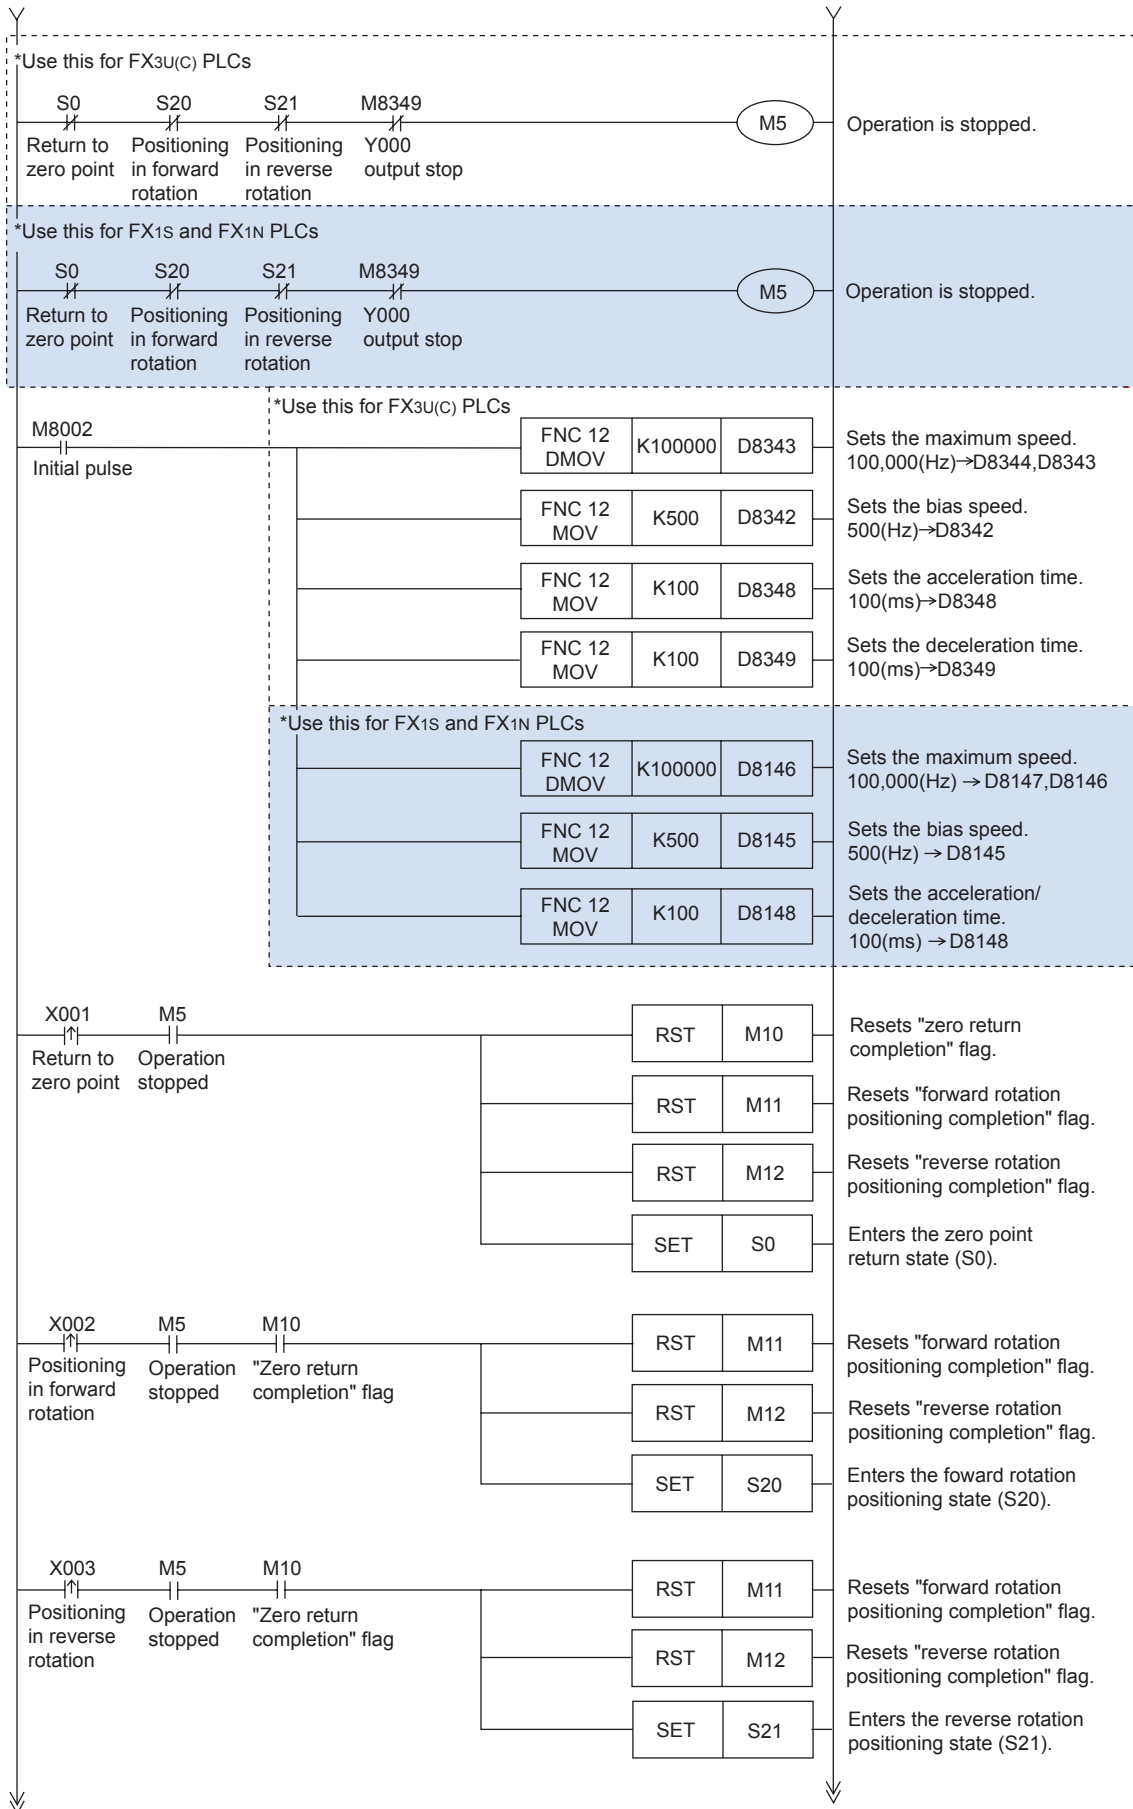 *Use this for FX3U(C) PLCs
S0 S20 S21 M8349
M5 Operation is stopped.
Return to Positioning Positioning Y000
zero point in forward in reverse output stop
rotation rotation
*Use this for FX1S and FX1N PLCs
S0 S20 S21 M8349
M5 Operation is stopped.
Return to Positioning Positioning Y000
zero point in forward in reverse output stop
rotation rotation
*Use this for FX3U(C) PLCs
M8002
Initial pulse
FNC 12 DMOV K100000 D8343
Sets the maximum speed.
100,000(Hz)→D8344,D8343
FNC 12 MOV K500 D8342
Sets the bias speed.
500(Hz)→D8342
FNC 12 MOV K100 D8348
Sets the acceleration time.
100(ms)→D8348
FNC 12 MOV K100 D8349
Sets the deceleration time.
100(ms)→D8349
*Use this for FX1S and FX1N PLCs
FNC 12 DMOV K100000 D8146
Sets the maximum speed.
100,000(Hz) → D8147,D8146
FNC 12 MOV K500 D8145
Sets the bias speed.
500(Hz) → D8145
FNC 12 MOV K100 D8148
Sets the acceleration/
deceleration time.
100(ms) → D8148
X001 M5
Return to Operation
zero point stopped
RST M10
Resets "zero return
completion" flag.
RST M11
Resets "forward rotation
positioning completion" flag.
RST M12
Resets "reverse rotation
positioning completion" flag.
SET S0
Enters the zero point
return state (S0).
X002 M5 M10
Positioning Operation "Zero return
in forward stopped completion" flag
rotation
RST M11
Resets "forward rotation
positioning completion" flag.
RST M12
Resets "reverse rotation
positioning completion" flag.
SET S20
Enters the foward rotation
positioning state (S20).
X003 M5 M10
Positioning Operation "Zero return
in reverse stopped completion" flag
rotation
RST M11
Resets "forward rotation
positioning completion" flag.
RST M12
Resets "reverse rotation
positioning completion" flag.
SET S21
Enters the reverse rotation
positioning state (S21).